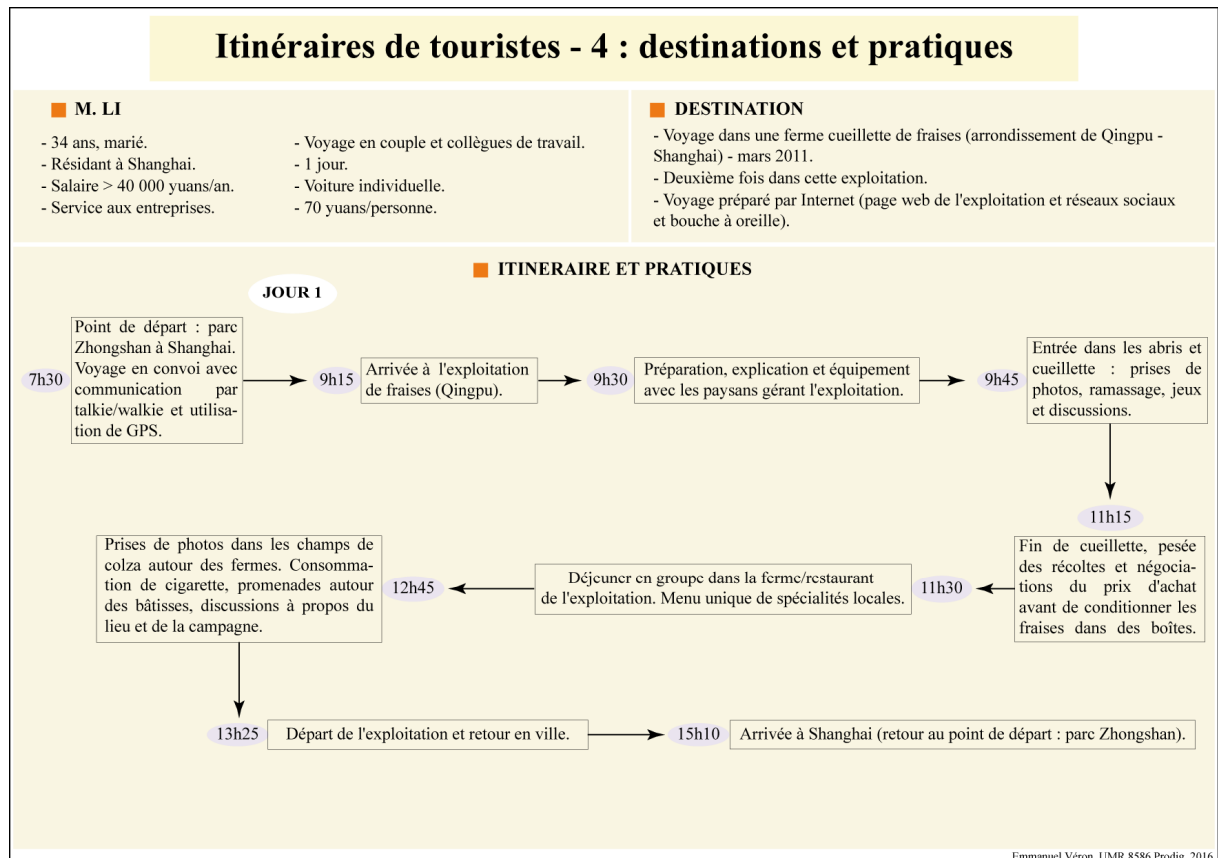 Itinéraires de touristes - 4 : destinations et pratiques
M. LI
- 34 ans, marié.
- Résidant à Shanghai.
- Salaire > 40 000 yuans/an.
- Service aux entreprises.
- Voyage en couple et collègues de travail.
- 1 jour.
- Voiture individuelle.
- 70 yuans/personne.
DESTINATION
- Voyage dans une ferme cueillette de fraises (arrondissement de Qingpu -
Shanghai) - mars 2011.
- Deuxième fois dans cette exploitation.
- Voyage préparé par Internet (page web de l'exploitation et réseaux sociaux
et bouche à oreille).
ITINERAIRE ET PRATIQUES
JOUR 1
7h30
Point de départ : parc
Zhongshan à Shanghai.
Voyage en convoi avec
communication par
talkie/walkie et utilisa-
tion de GPS.
9h15
Arrivée à l'exploitation
de fraises (Qingpu).
9h30
Préparation, explication et équipement
avec les paysans gérant l'exploitation.
9h45
Entrée dans les abris et
cueillette : prises de
photos, ramassage, jeux
et discussions.
11h15
Fin de cueillette, pesée
des récoltes et négocia-
tions du prix d'achat
avant de conditionner les
fraises dans des boîtes.
11h30
Déjeuner en groupe dans la ferme/restaurant
de l'exploitation. Menu unique de spécialités locales.
12h45
Prises de photos dans les champs de
colza autour des fermes. Consomma-
tion de cigarette, promenades autour
des bâtisses, discussions à propos du
lieu et de la campagne.
13h25
Départ de l'exploitation et retour en ville.
15h10
Arrivée à Shanghai (retour au point de départ : parc Zhongshan).
Emmanuel Véron, UMR 8586 Prodig, 2016